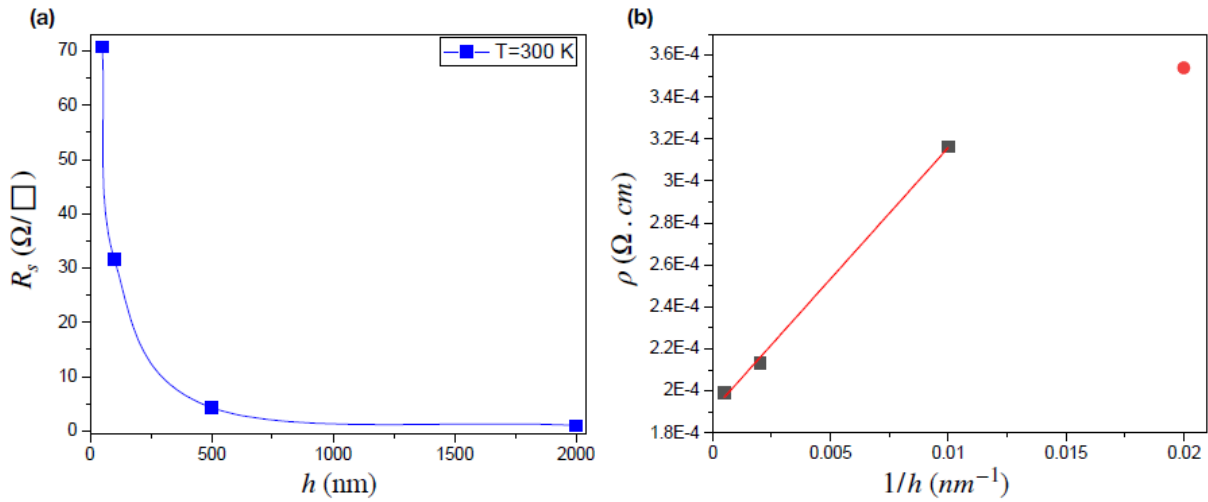 (a)
T=300 K
70
60
50
40
30
20
10
0
R_s (Ω/□)
0
500
1000
1500
2000
h (nm)
(b)
3.6E-4
3.4E-4
3.2E-4
3E-4
2.8E-4
2.6E-4
2.4E-4
2.2E-4
2E-4
1.8E-4
ρ (Ω . cm)
0
0.005
0.01
0.015
0.02
1/h (nm⁻¹)